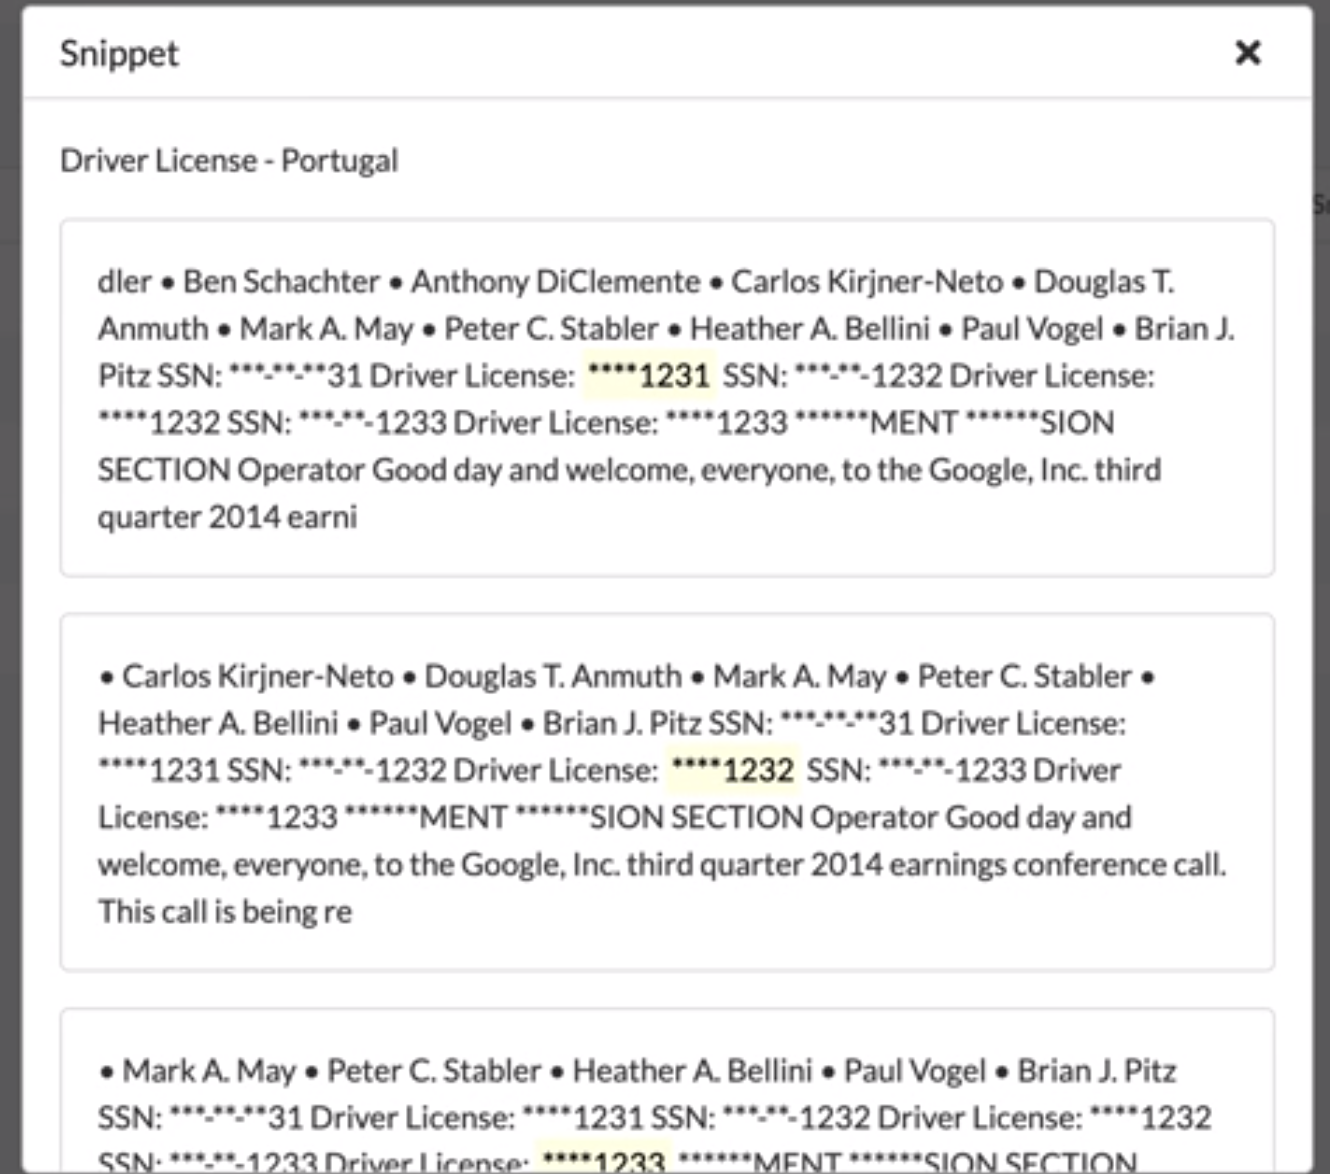 Snippet
Driver License - Portugal
dler • Ben Schachter • Anthony DiClemente • Carlos Kirjner-Neto • Douglas T.
Anmuth • Mark A. May • Peter C. Stabler • Heather A. Bellini • Paul Vogel • Brian J.
Pitz SSN: ***-**-**31 Driver License: ****1231 SSN: ***-**-1232 Driver License:
****1232 SSN: ***-**-1233 Driver License: ****1233 ******MENT ******SION
SECTION Operator Good day and welcome, everyone, to the Google, Inc. third
quarter 2014 earni
• Carlos Kirjner-Neto • Douglas T. Anmuth • Mark A. May • Peter C. Stabler •
Heather A. Bellini • Paul Vogel • Brian J. Pitz SSN: ***-**-**31 Driver License:
****1231 SSN: ***-**-1232 Driver License: ****1232 SSN: ***-**-1233 Driver
License: ****1233 ******MENT ******SION SECTION Operator Good day and
welcome, everyone, to the Google, Inc. third quarter 2014 earnings conference call.
This call is being re
• Mark A. May • Peter C. Stabler • Heather A. Bellini • Paul Vogel • Brian J. Pitz
SSN: ***-**-**31 Driver License: ****1231 SSN: ***-**-1232 Driver License: ****1232
SSN: ***-**-1233 Driver License: ****1233 ******MENT ******SION SECTION